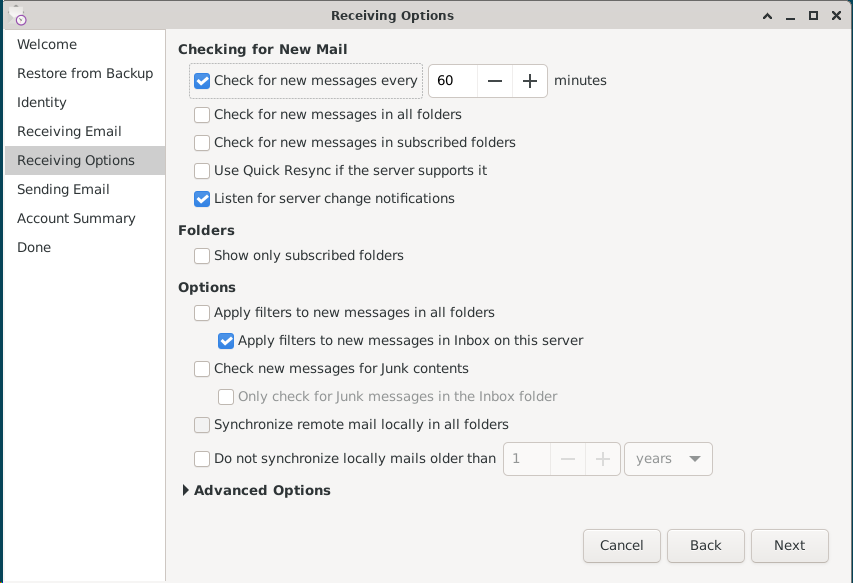 Receiving Options
Welcome
Restore from Backup
Identity
Receiving Email
Receiving Options
Sending Email
Account Summary
Done
Checking for New Mail
Check for new messages every 60 minutes
Check for new messages in all folders
Check for new messages in subscribed folders
Use Quick Resync if the server supports it
Listen for server change notifications
Folders
Show only subscribed folders
Options
Apply filters to new messages in all folders
Apply filters to new messages in Inbox on this server
Check new messages for Junk contents
Only check for Junk messages in the Inbox folder
Synchronize remote mail locally in all folders
Do not synchronize locally mails older than 1 years
Advanced Options
Cancel Back Next